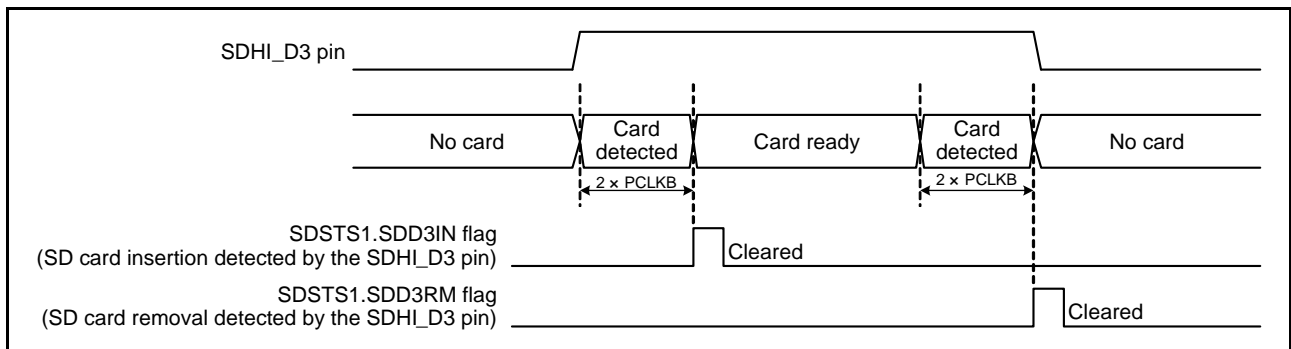 SDHI_D3 pin
No card
Card
detected
Card ready
Card
detected
No card
2 × PCLKB
2 × PCLKB
SDSTS1.SDD3IN flag
(SD card insertion detected by the SDHI_D3 pin)
Cleared
SDSTS1.SDD3RM flag
(SD card removal detected by the SDHI_D3 pin)
Cleared